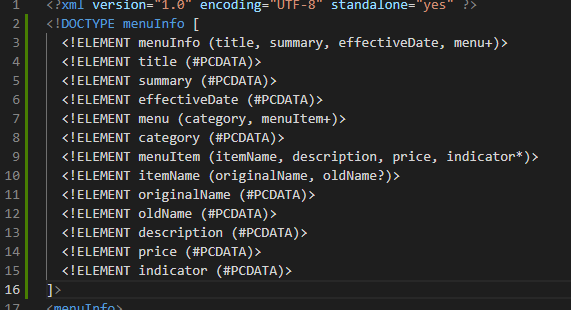 1 <?xml version="1.0" encoding="UTF-8" standalone="yes" ?>
2 <!DOCTYPE menuInfo [
3 <!ELEMENT menuInfo (title, summary, effectiveDate, menu+)>
4 <!ELEMENT title (#PCDATA)>
5 <!ELEMENT summary (#PCDATA)>
6 <!ELEMENT effectiveDate (#PCDATA)>
7 <!ELEMENT menu (category, menuItem+)>
8 <!ELEMENT category (#PCDATA)>
9 <!ELEMENT menuItem (itemName, description, price, indicator*)>
10 <!ELEMENT itemName (originalName, oldName?)>
11 <!ELEMENT originalName (#PCDATA)>
12 <!ELEMENT oldName (#PCDATA)>
13 <!ELEMENT description (#PCDATA)>
14 <!ELEMENT price (#PCDATA)>
15 <!ELEMENT indicator (#PCDATA)>
16 ]>
17 <menuInfo>